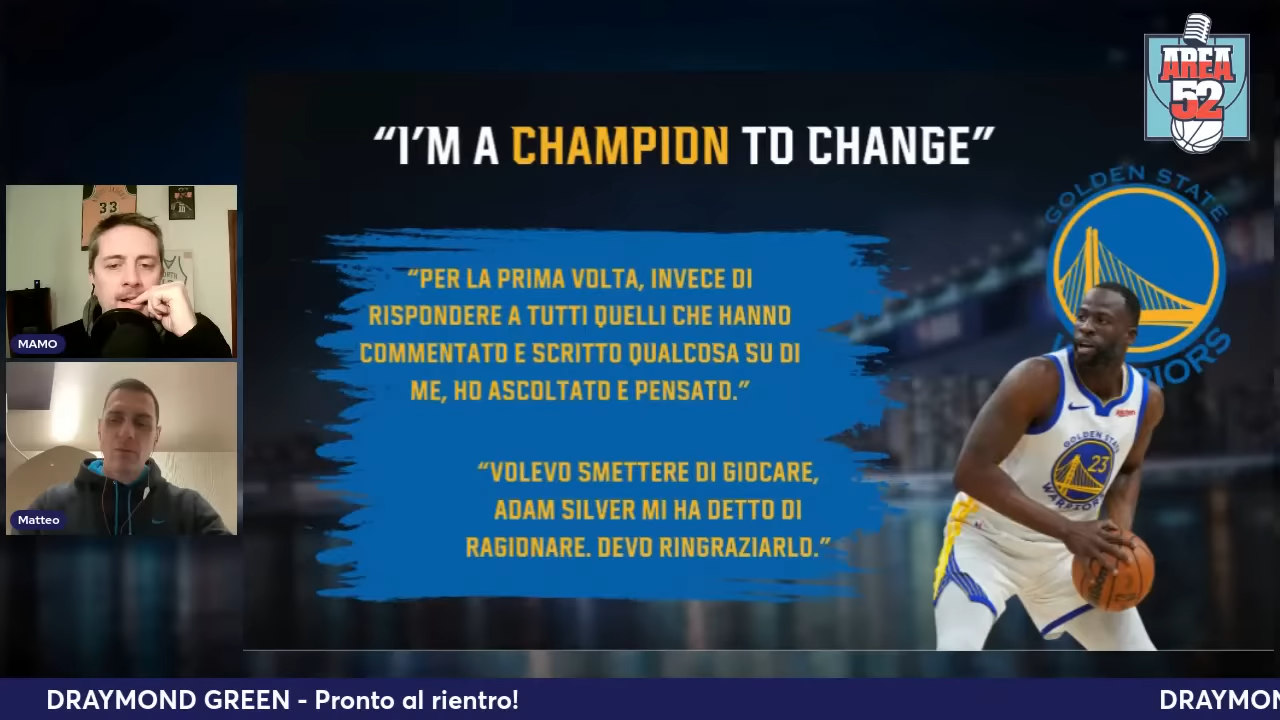 AREA
52
“I’M A CHAMPION TO CHANGE”
GOLDEN STATE
WARRIORS
“PER LA PRIMA VOLTA, INVECE DI
RISPONDERE A TUTTI QUELLI CHE HANNO
COMMENTATO E SCRITTO QUALCOSA SU DI
ME, HO ASCOLTATO E PENSATO.”
“VOLEVO SMETTERE DI GIOCARE,
ADAM SILVER MI HA DETTO DI
RAGIONARE. DEVO RINGRAZIARLO.”
33
MAMO
Matteo
GOLDEN STATE
23
WARRIORS
DRAYMOND GREEN - Pronto al rientro!
DRAYMON